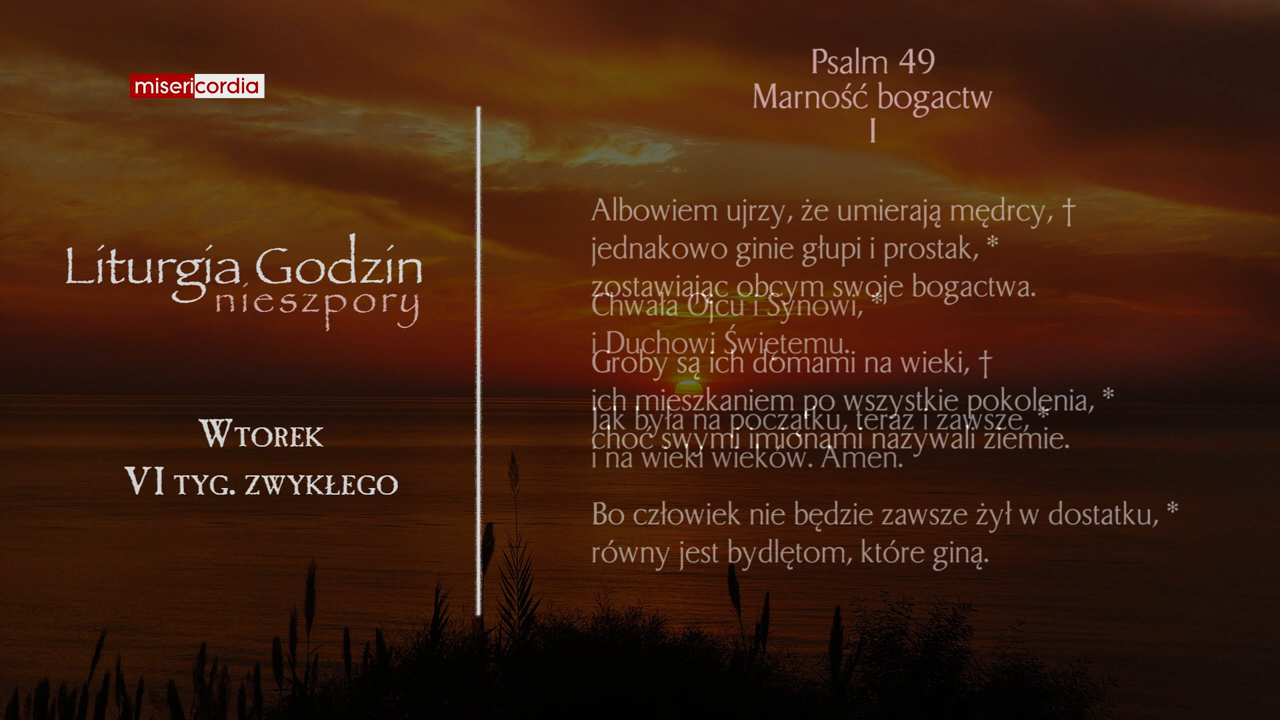 misericordia
Liturgia Godzin
nieszpory
Wtorek
VI tyg. zwykłego
Psalm 49
Marność bogactw
I
Albowiem ujrzy, że umierają mędrcy, †
jednakowo ginie głupi i prostak, *
zostawiając obcym swoje bogactwa.
Chwała Ojcu i Synowi, *
i Duchowi Świętemu.
Groby są ich domami na wieki, †
ich mieszkaniem po wszystkie pokolenia, *
Jak była na początku, teraz i zawsze, *
choć swymi imionami nazywali ziemie.
i na wieki wieków. Amen.
Bo człowiek nie będzie zawsze żył w dostatku, *
równy jest bydlętom, które giną.